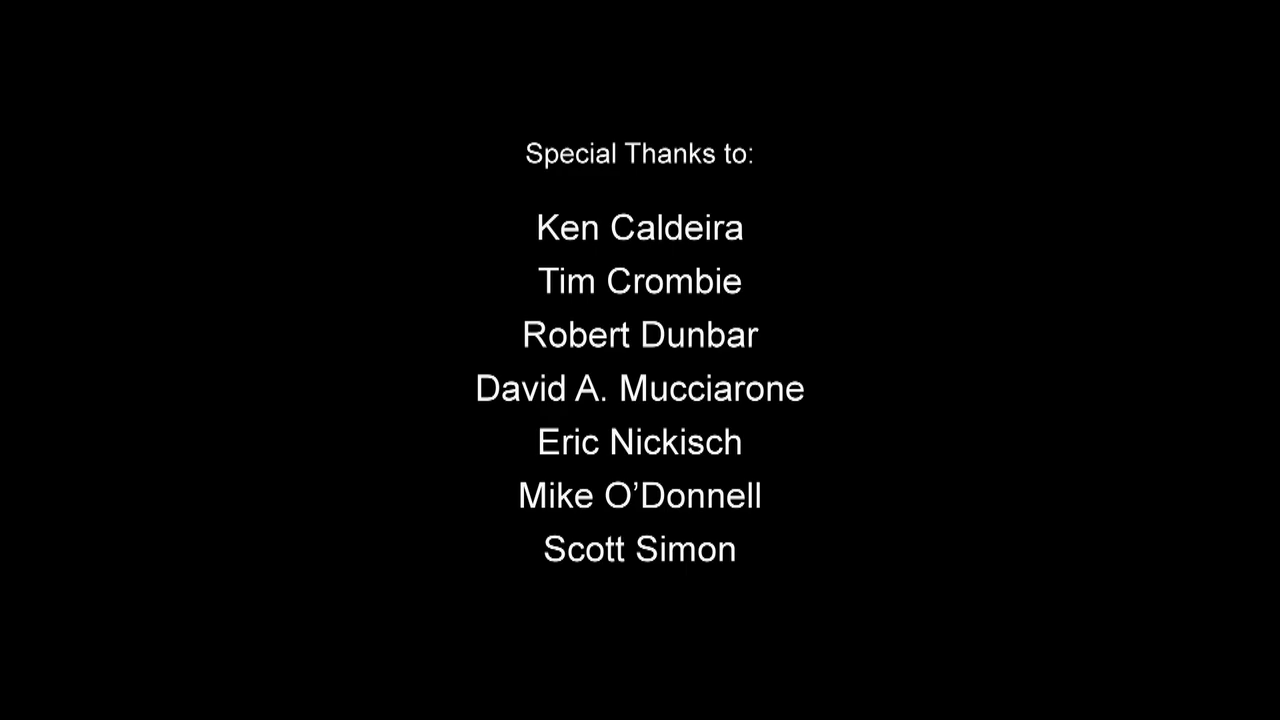 Special Thanks to:
Ken Caldeira
Tim Crombie
Robert Dunbar
David A. Mucciarone
Eric Nickisch
Mike O’Donnell
Scott Simon